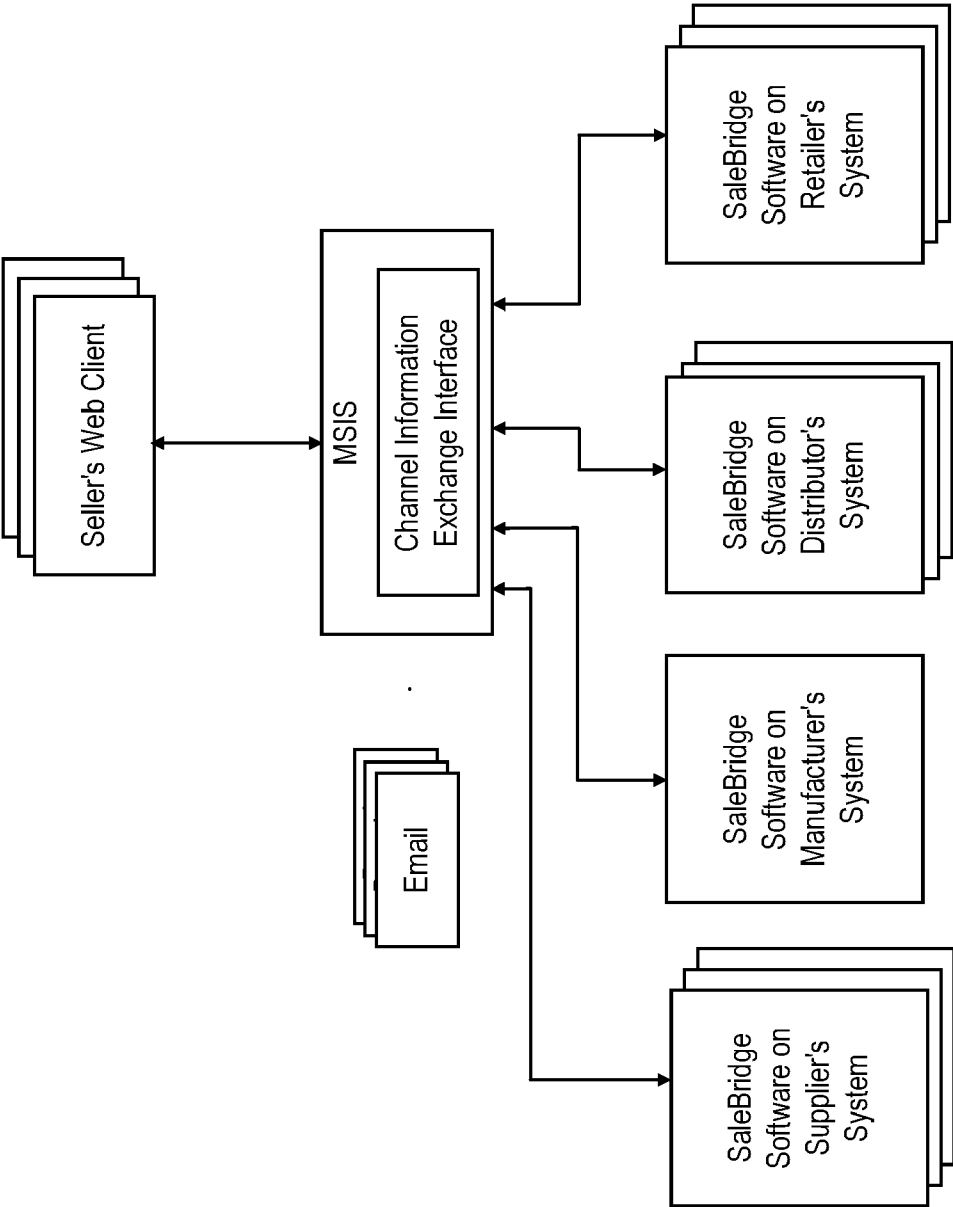 Seller's Web Client
MSIS
Channel Information
Exchange Interface
Email
SaleBridge
Software on
Supplier's
System
SaleBridge
Software on
Manufacturer's
System
SaleBridge
Software on
Distributor's
System
SaleBridge
Software on
Retailer's
System